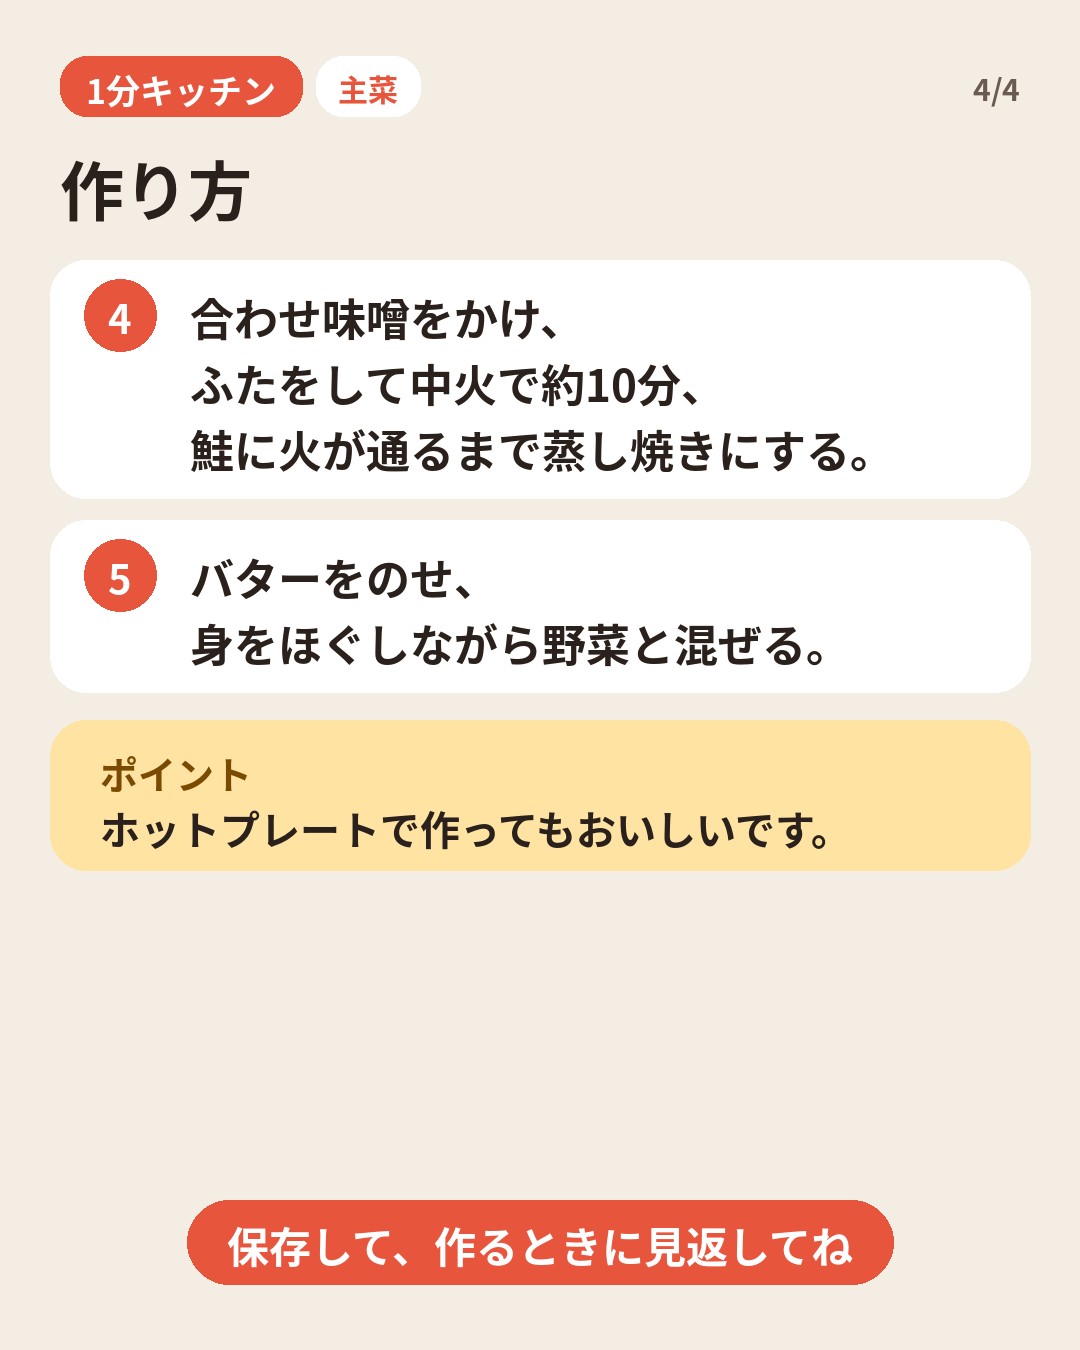 1分キッチン 主菜 4/4
作り方
4 合わせ味噌をかけ、
ふたをして中火で約10分、
鮭に火が通るまで蒸し焼きにする。
5 バターをのせ、
身をほぐしながら野菜と混ぜる。
ポイント
ホットプレートで作ってもおいしいです。
保存して、作るときに見返してね